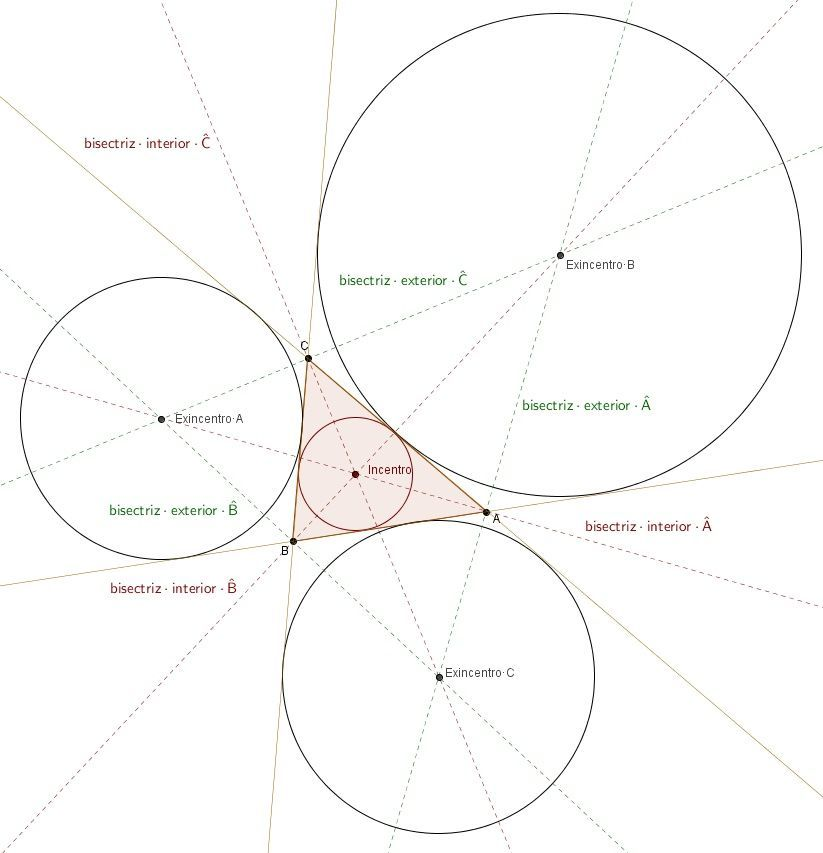 bisectriz · interior · Ĉ
Exincentro·B
bisectriz · exterior · Ĉ
C
bisectriz · exterior · Â
Exincentro·A
Incentro
bisectriz · exterior · B̂
A
bisectriz · interior · Â
B
bisectriz · interior · B̂
Exincentro·C